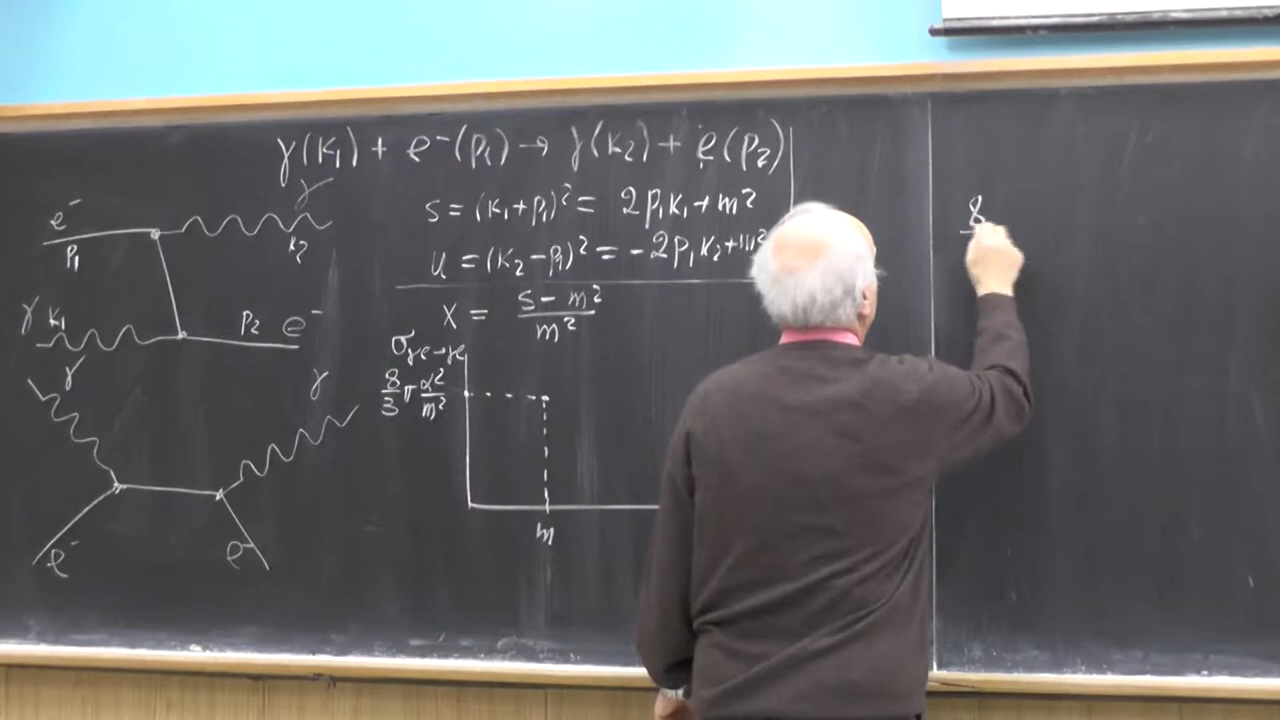 γ(k₁) + e⁻(p₁) → γ(k₂) + e(p₂)
s = (k₁+p₁)² = 2p₁k₁+m²
u = (k₂−p₁)² = −2p₁k₂+m²
x = (s − m²)/m²
e⁻ γ
p₁ k₂
γ k₁ p₂ e⁻
γ γ
e⁻ e
σ_γe→γe
8/3 π α²/m²
m
8